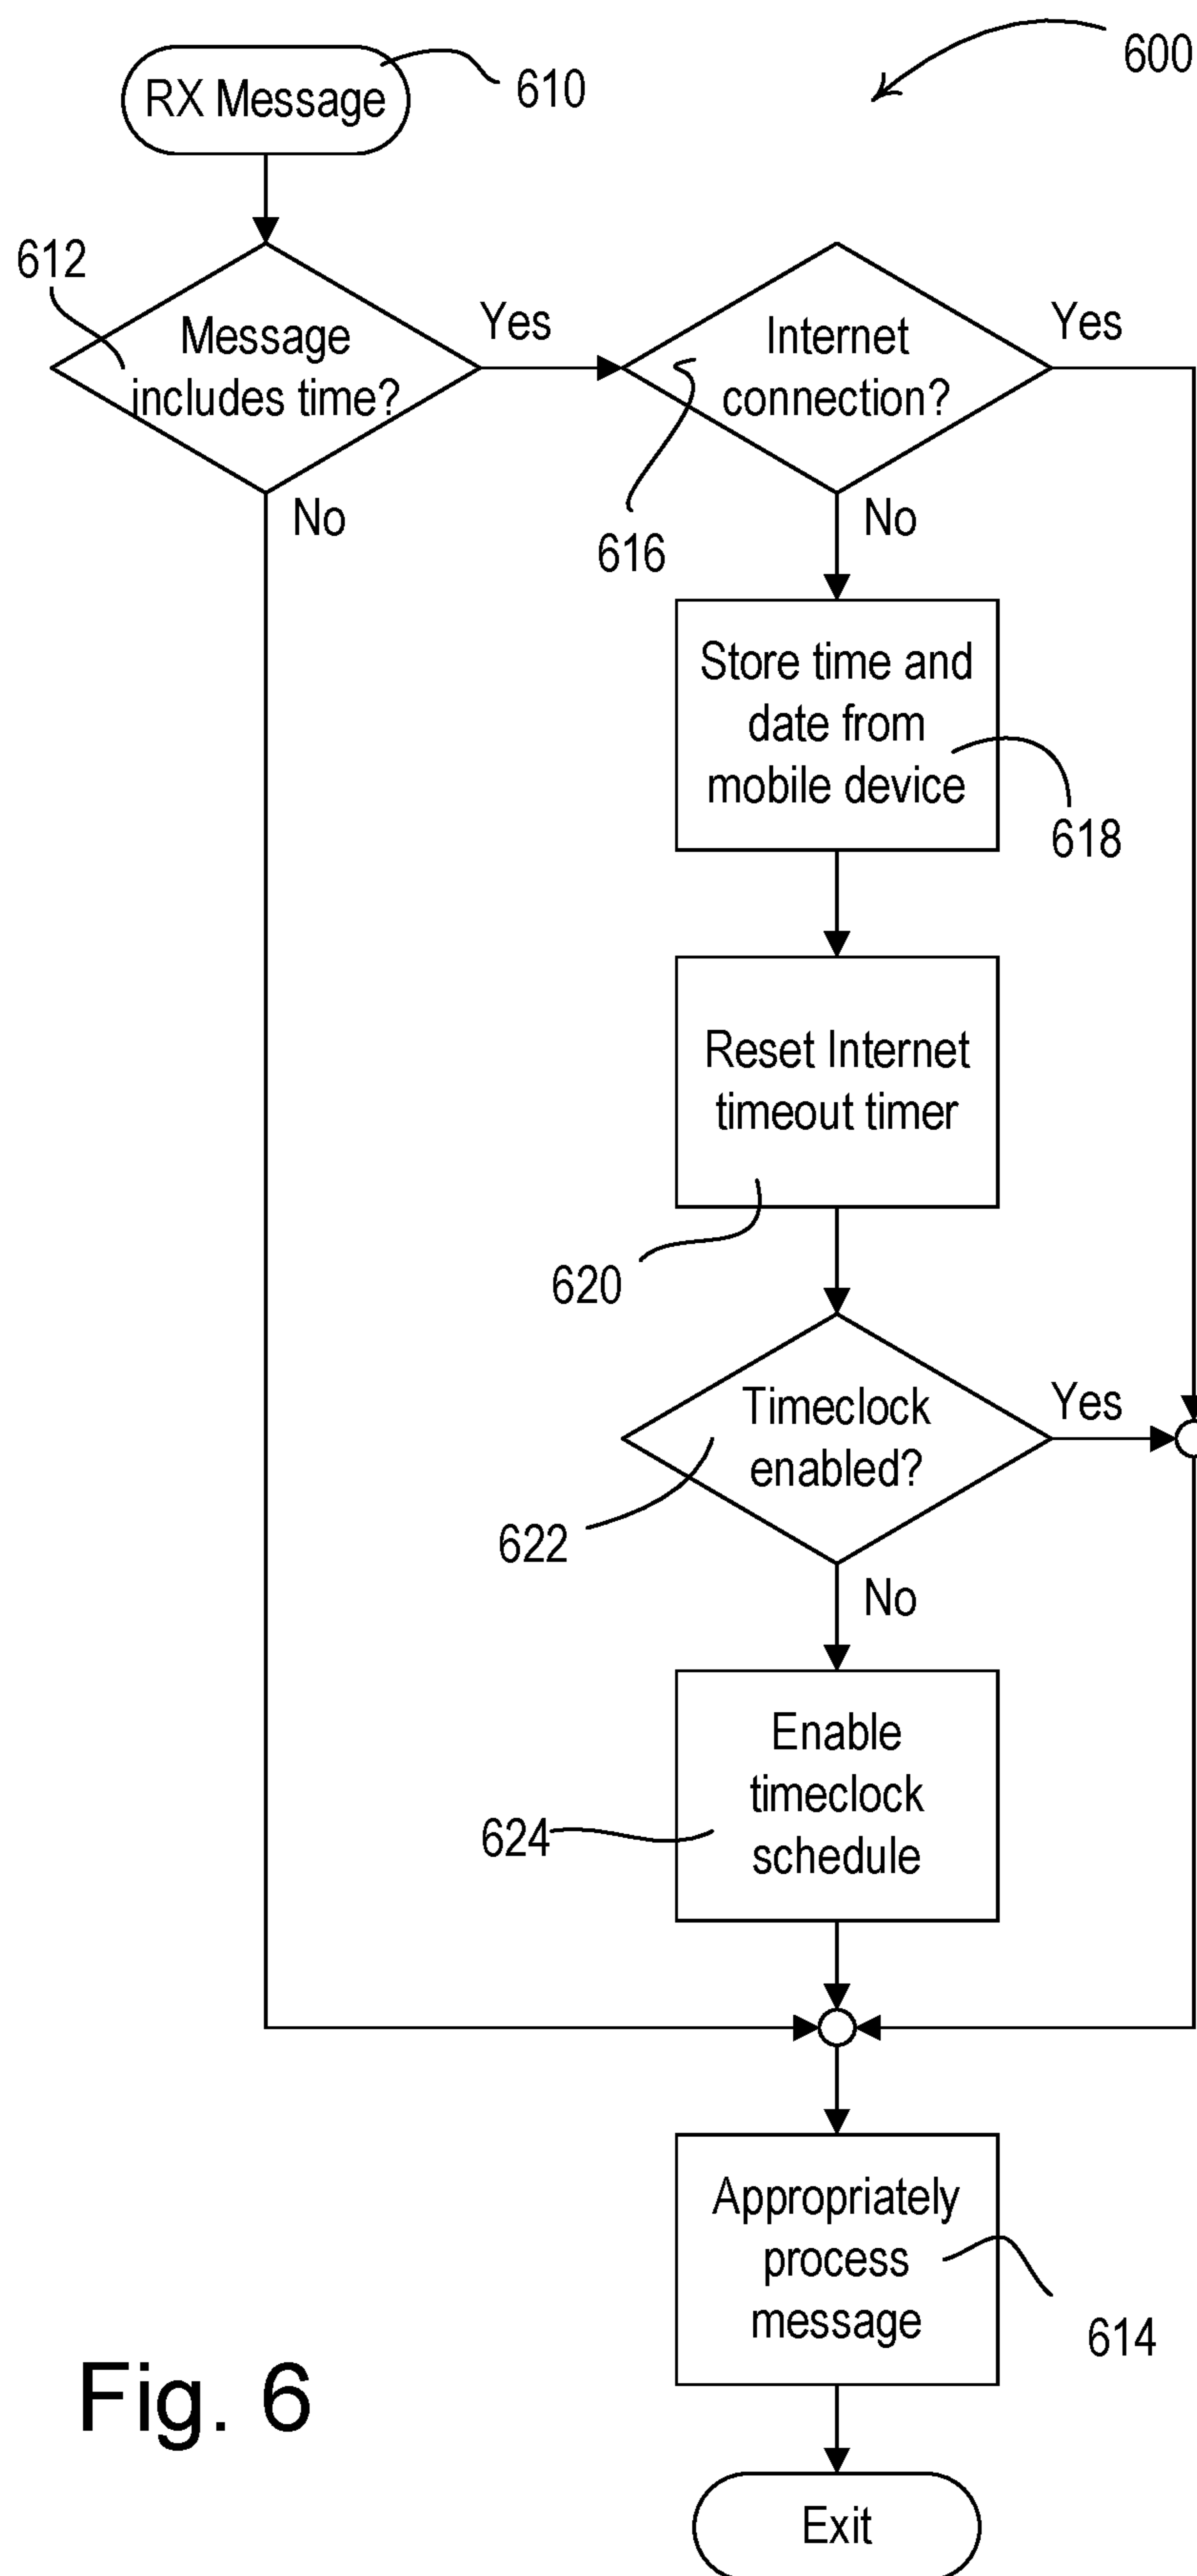 600
RX Message
610
612
Message
includes time?
Yes
No
Internet
connection?
Yes
616
No
Store time and
date from
mobile device
618
Reset Internet
timeout timer
620
Timeclock
enabled?
Yes
622
No
Enable
timeclock
schedule
624
Appropriately
process
message
614
Exit
Fig. 6